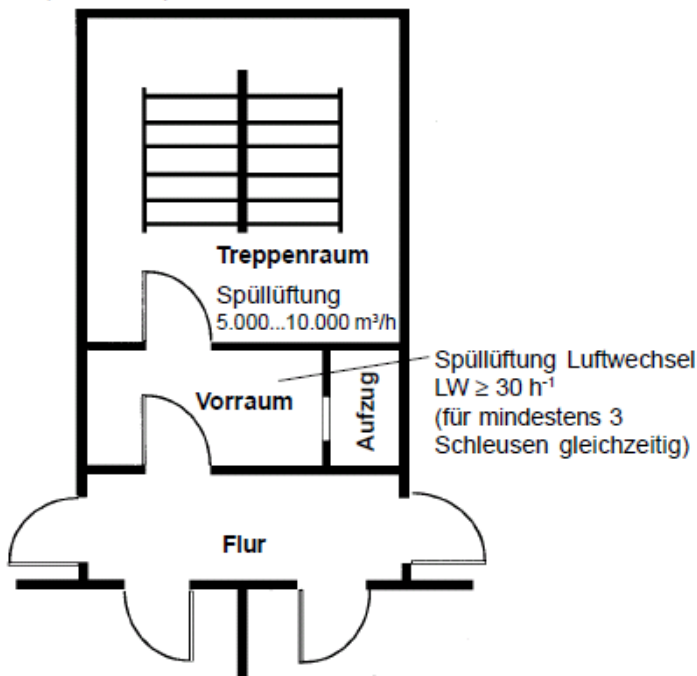 Treppenraum
Spüllüftung
5.000...10.000 m³/h
Vorraum
Aufzug
Spüllüftung Luftwechsel
LW ≥ 30 h⁻¹
(für mindestens 3
Schleusen gleichzeitig)
Flur